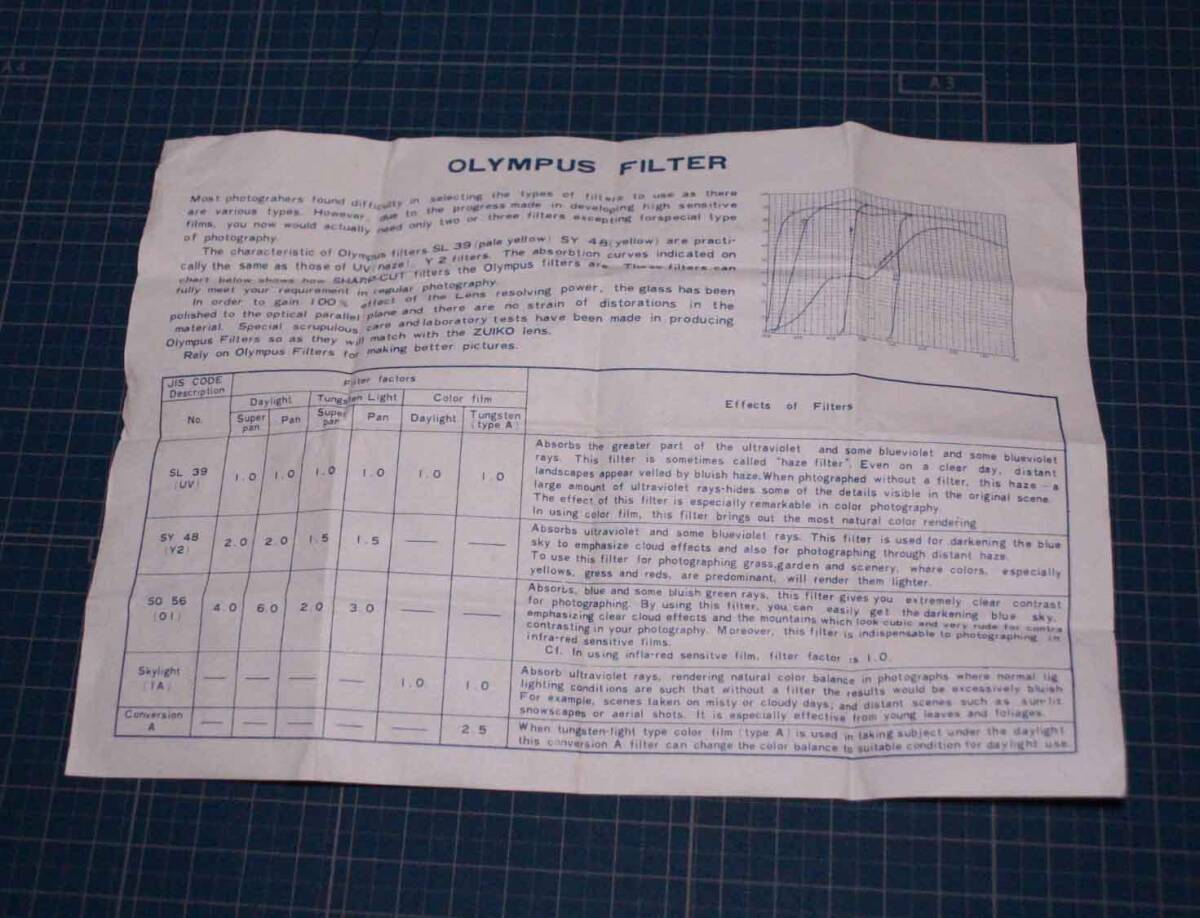 A4
A3
OLYMPUS FILTER
Most photograhers found difficulty in selecting the types of filters to use as there
are various types. However, due to the progress made in developing high sensitive
films, you now would actually need only two or three filters excepting forspecial type
of photography.
The characteristic of Olympus filters SL 39 (pale yellow) SY 48 (yellow) are practi-
cally the same as those of UV (haze), Y 2 filters. The absorbtion curves indicated on
chart below shows how SHARP-CUT filters the Olympus filters are. These filters can
fully meet your requirement in regular photography.
In order to gain 100% effect of the Lens resolving power, the glass has been
polished to the optical parallel plane and there are no strain of distorations in the
material. Special scrupulous care and laboratory tests have been made in producing
Olympus Filters so as they will match with the ZUIKO lens.
Rely on Olympus Filters for making better pictures.
JIS CODE
Description
No.
Filter factors
Daylight Tungsten Light Color film
Super pan Pan Super pan Pan Daylight Tungsten (type A)
Effects of Filters
SL 39
(UV)
1.0 1.0 1.0 1.0 1.0 1.0
Absorbs the greater part of the ultraviolet and some blueviolet and some blueviolet
rays. This filter is sometimes called "haze filter". Even on a clear day, distant
landscapes appear velled by bluish haze. When phtographed without a filter, this haze-a
large amount of ultraviolet rays-hides some of the details visible in the original scene.
The effect of this filter is especially remarkable in color photography.
In using color film, this filter brings out the most natural color rendering
SY 48
(Y2)
2.0 2.0 1.5 1.5 — —
Absorbs ultraviolet and some blueviolet rays. This filter is used for darkening the blue
sky to emphasize cloud effects and also for photographing through distant haze.
To use this filter for photographing grass,garden and scenery, where colors, especially
yellows, gress and reds, are predominant, will render them lighter.
SO 56
(O1)
4.0 6.0 2.0 3.0 — —
Absorbs, blue and some bluish green rays, this filter gives you extremely clear contrast
for photographing. By using this filter, you can easily get the darkening blue sky,
emphasizing clear cloud effects and the mountains which look cubic and very rude for contra
contrasting in your photography. Moreover, this filter is indispensable to photographing in
infra-red sensitive films.
Cf. In using infla-red sensitve film, filter factor is 1.0.
Skylight
(1A)
— — — — 1.0 1.0
Absorb ultraviolet rays, rendering natural color balance in photographs where normal lig
lighting conditions are such that without a filter the results would be excessively bluish
For example, scenes taken on misty or cloudy days, and distant scenes such as sun-lit
snowscapes or aerial shots. It is especially effective from young leaves and foliages.
Conversion
A
— — — — — 2.5
When tungsten-light type color film (type A) is used in taking subject under the daylight
this conversion A filter can change the color balance to suitable condition for daylight use.